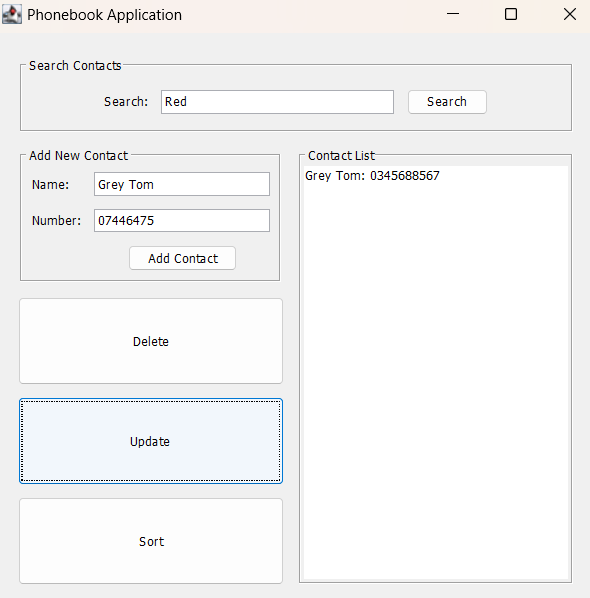 Phonebook Application
Search Contacts
Search: Red Search
Add New Contact
Name: Grey Tom
Number: 07446475
Add Contact
Delete
Update
Sort
Contact List
Grey Tom: 0345688567